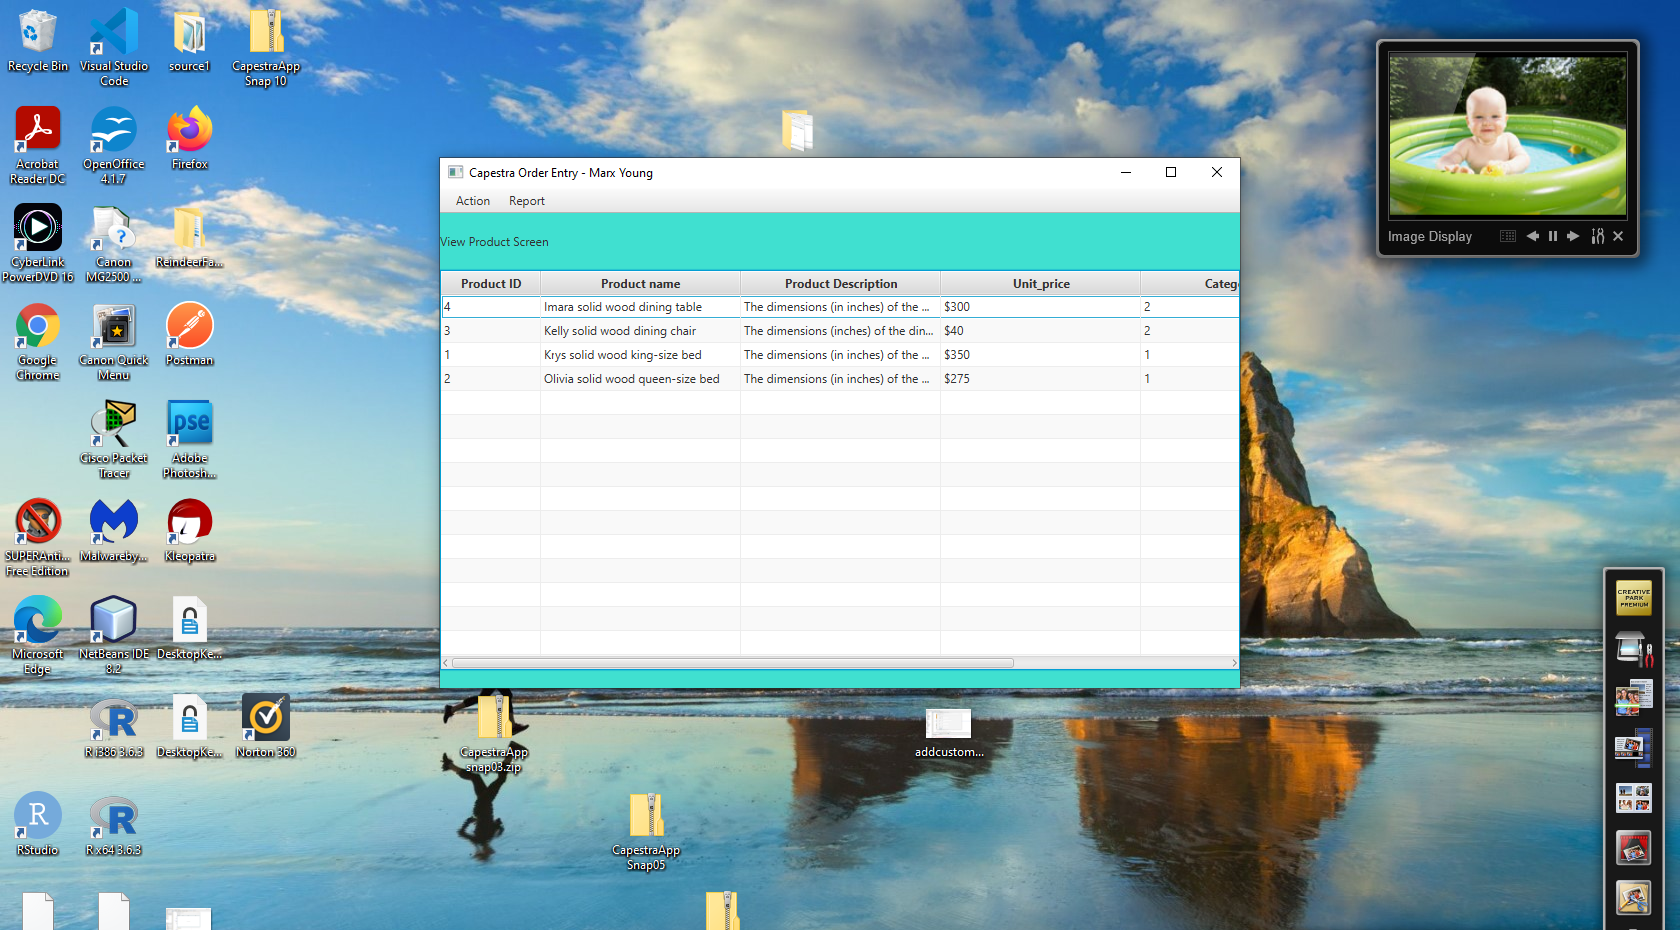 Recycle Bin
Visual Studio
Code
source1
CapestraApp
Snap 10
Acrobat
Reader DC
OpenOffice
4.1.7
Firefox
CyberLink
PowerDVD 16
Canon
MG2500 ...
ReindeerFa...
Google
Chrome
Canon Quick
Menu
Postman
Cisco Packet
Tracer
pse
Adobe
Photosh...
SUPERAnti...
Free Edition
Malwareby...
Kleopatra
Microsoft
Edge
NetBeans IDE
8.2
DesktopKe...
R i386 3.6.3
DesktopKe...
Norton 360
R
RStudio
R x64 3.6.3
Capestra Order Entry - Marx Young
Action Report
View Product Screen
Product ID Product name Product Description Unit_price Categ
4 Imara solid wood dining table The dimensions (in inches) of the ... $300 2
3 Kelly solid wood dining chair The dimensions (inches) of the din... $40 2
1 Krys solid wood king-size bed The dimensions (in inches) of the ... $350 1
2 Olivia solid wood queen-size bed The dimensions (in inches) of the ... $275 1
CapestraApp
snap03.zip
addcustom...
CapestraApp
Snap05
Image Display
CREATIVE
PARK
PREMIUM